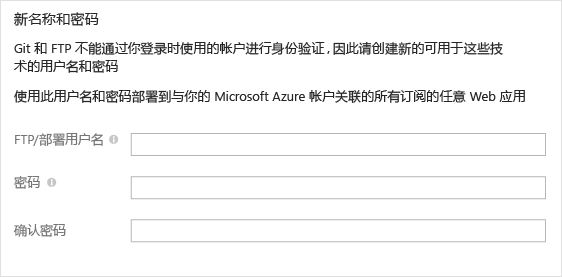 新名称和密码
Git 和 FTP 不能通过你登录时使用的帐户进行身份验证,因此请创建新的可用于这些技
术的用户名和密码
使用此用户名和密码部署到与你的 Microsoft Azure 帐户关联的所有订阅的任意 Web 应用
FTP/部署用户名
密码
确认密码